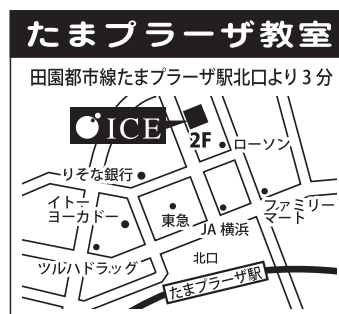 たまプラーザ教室
田園都市線たまプラーザ駅北口より3分
ICE
2F
ローソン
りそな銀行
イトー
ヨーカドー
東急
ファミリー
マート
JA横浜
ツルハドラッグ
北口
たまプラーザ駅